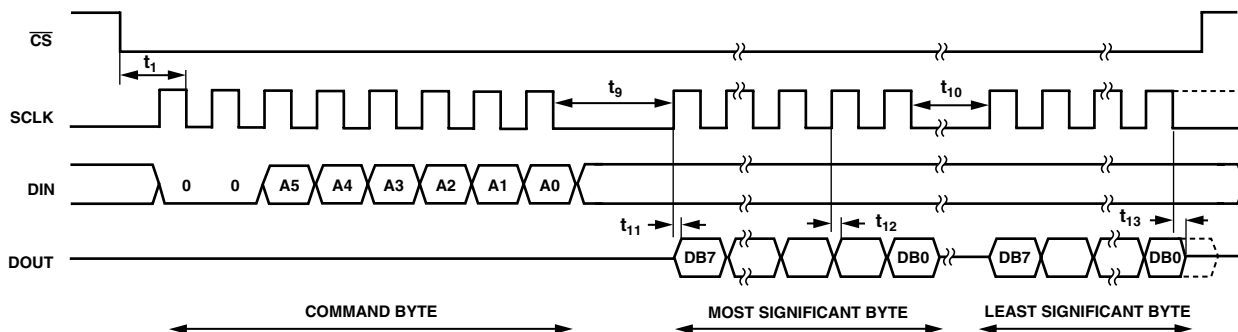 CS
t1
t9
t10
SCLK
DIN
0 0 A5 A4 A3 A2 A1 A0
t11
t12
t13
DOUT
DB7 DB0 DB7 DB0
COMMAND BYTE MOST SIGNIFICANT BYTE LEAST SIGNIFICANT BYTE